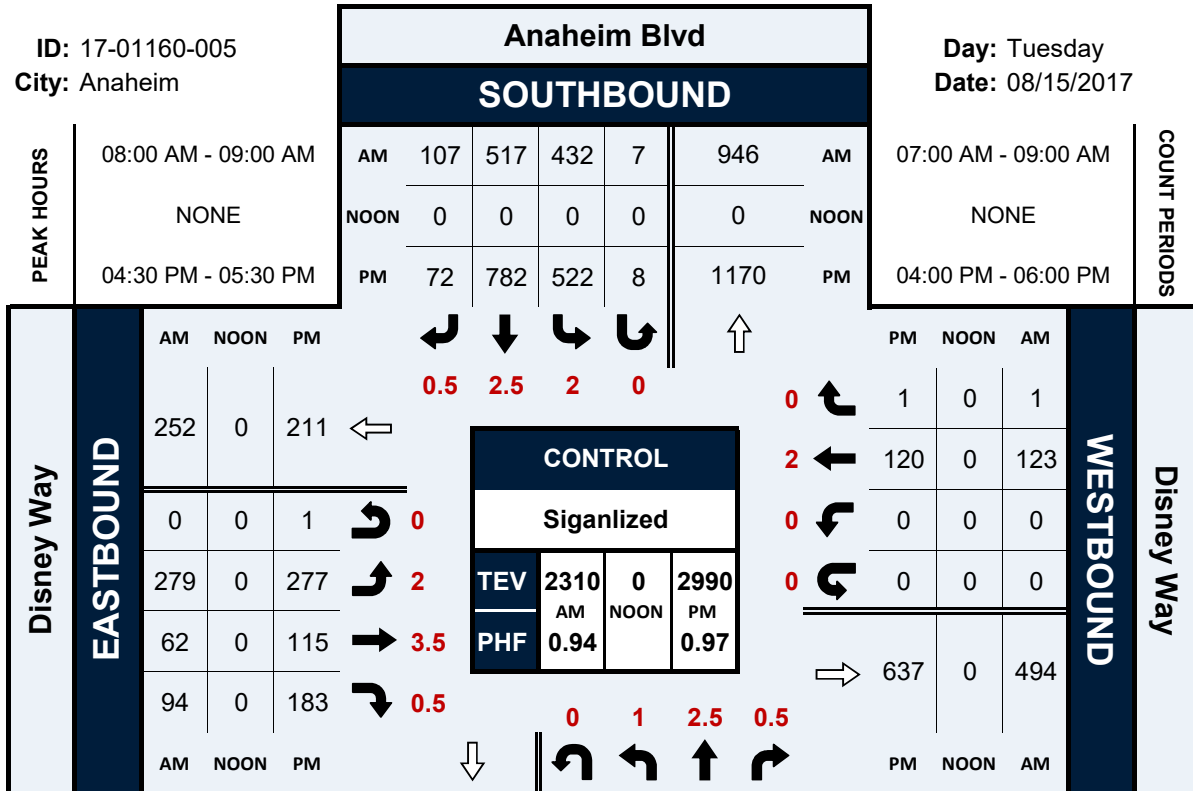 ID: 17-01160-005
City: Anaheim
Anaheim Blvd
SOUTHBOUND
Day: Tuesday
Date: 08/15/2017
PEAK HOURS
08:00 AM - 09:00 AM
NONE
04:30 PM - 05:30 PM
AM 107 517 432 7 946 AM
NOON 0 0 0 0 0 NOON
PM 72 782 522 8 1170 PM
07:00 AM - 09:00 AM
NONE
04:00 PM - 06:00 PM
COUNT PERIODS
0.5 2.5 2 0
Disney Way
EASTBOUND
AM NOON PM
252 0 211
0 0 1 0
279 0 277 2
62 0 115 3.5
94 0 183 0.5
AM NOON PM
CONTROL
Siganlized
TEV 2310 0 2990
AM NOON PM
PHF 0.94 0.97
PM NOON AM
0 1 0 1
2 120 0 123
0 0 0 0
0 0 0 0
637 0 494
PM NOON AM
WESTBOUND
Disney Way
0 1 2.5 0.5